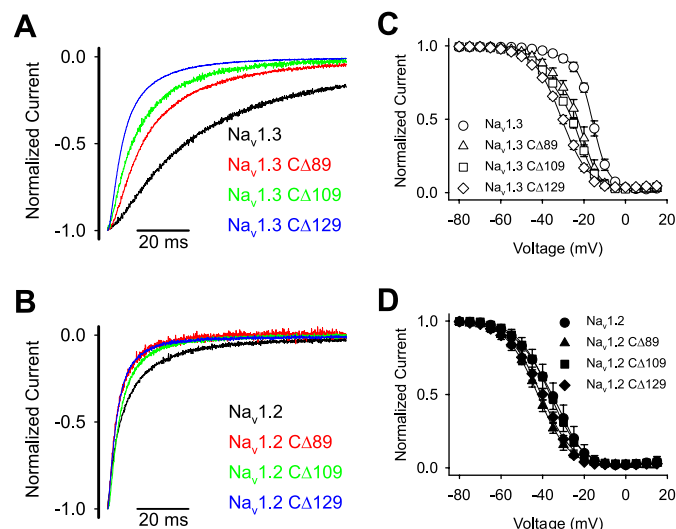 A
Normalized Current
0.0
-0.5
-1.0
20 ms
Nav1.3
Nav1.3 CΔ89
Nav1.3 CΔ109
Nav1.3 CΔ129
C
Normalized Current
1.0
0.5
0.0
Nav1.3
Nav1.3 CΔ89
Nav1.3 CΔ109
Nav1.3 CΔ129
-80 -60 -40 -20 0 20
Voltage (mV)
B
Normalized Current
0.0
-0.5
-1.0
20 ms
Nav1.2
Nav1.2 CΔ89
Nav1.2 CΔ109
Nav1.2 CΔ129
D
Normalized Current
1.0
0.5
0.0
Nav1.2
Nav1.2 CΔ89
Nav1.2 CΔ109
Nav1.2 CΔ129
-80 -60 -40 -20 0 20
Voltage (mV)